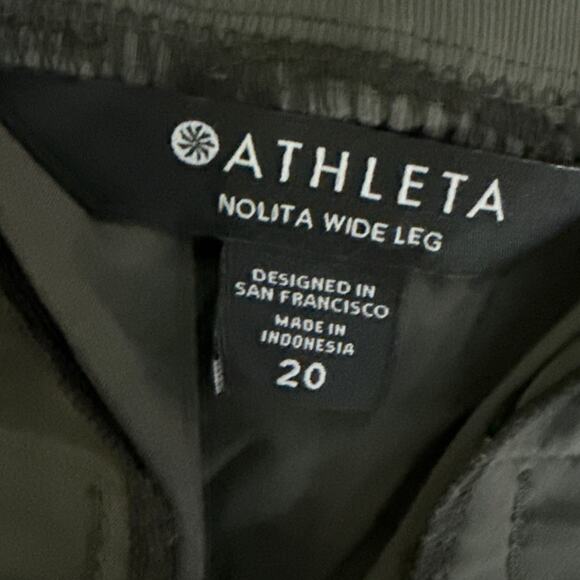 ATHLETA
NOLITA WIDE LEG
DESIGNED IN
SAN FRANCISCO
MADE IN
INDONESIA
20